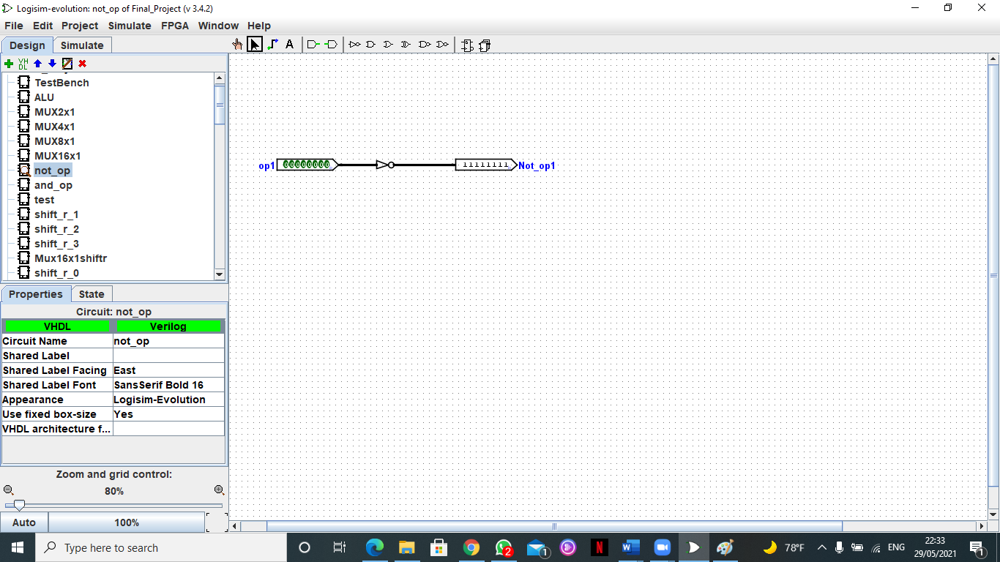 Logisim-evolution: not_op of Final_Project (v 3.4.2)
File Edit Project Simulate FPGA Window Help
Design Simulate
A
VH
DL
TestBench
ALU
MUX2x1
MUX4x1
MUX8x1
MUX16x1
not_op
and_op
test
shift_r_1
shift_r_2
shift_r_3
Mux16x1shiftr
shift_r_0
op1 00000000 11111111 Not_op1
Properties State
Circuit: not_op
VHDL Verilog
Circuit Name not_op
Shared Label
Shared Label Facing East
Shared Label Font SansSerif Bold 16
Appearance Logisim-Evolution
Use fixed box-size Yes
VHDL architecture f...
Zoom and grid control:
80%
Auto 100%
Type here to search
2
1
N
W
78°F
ENG
22:33
29/05/2021
1